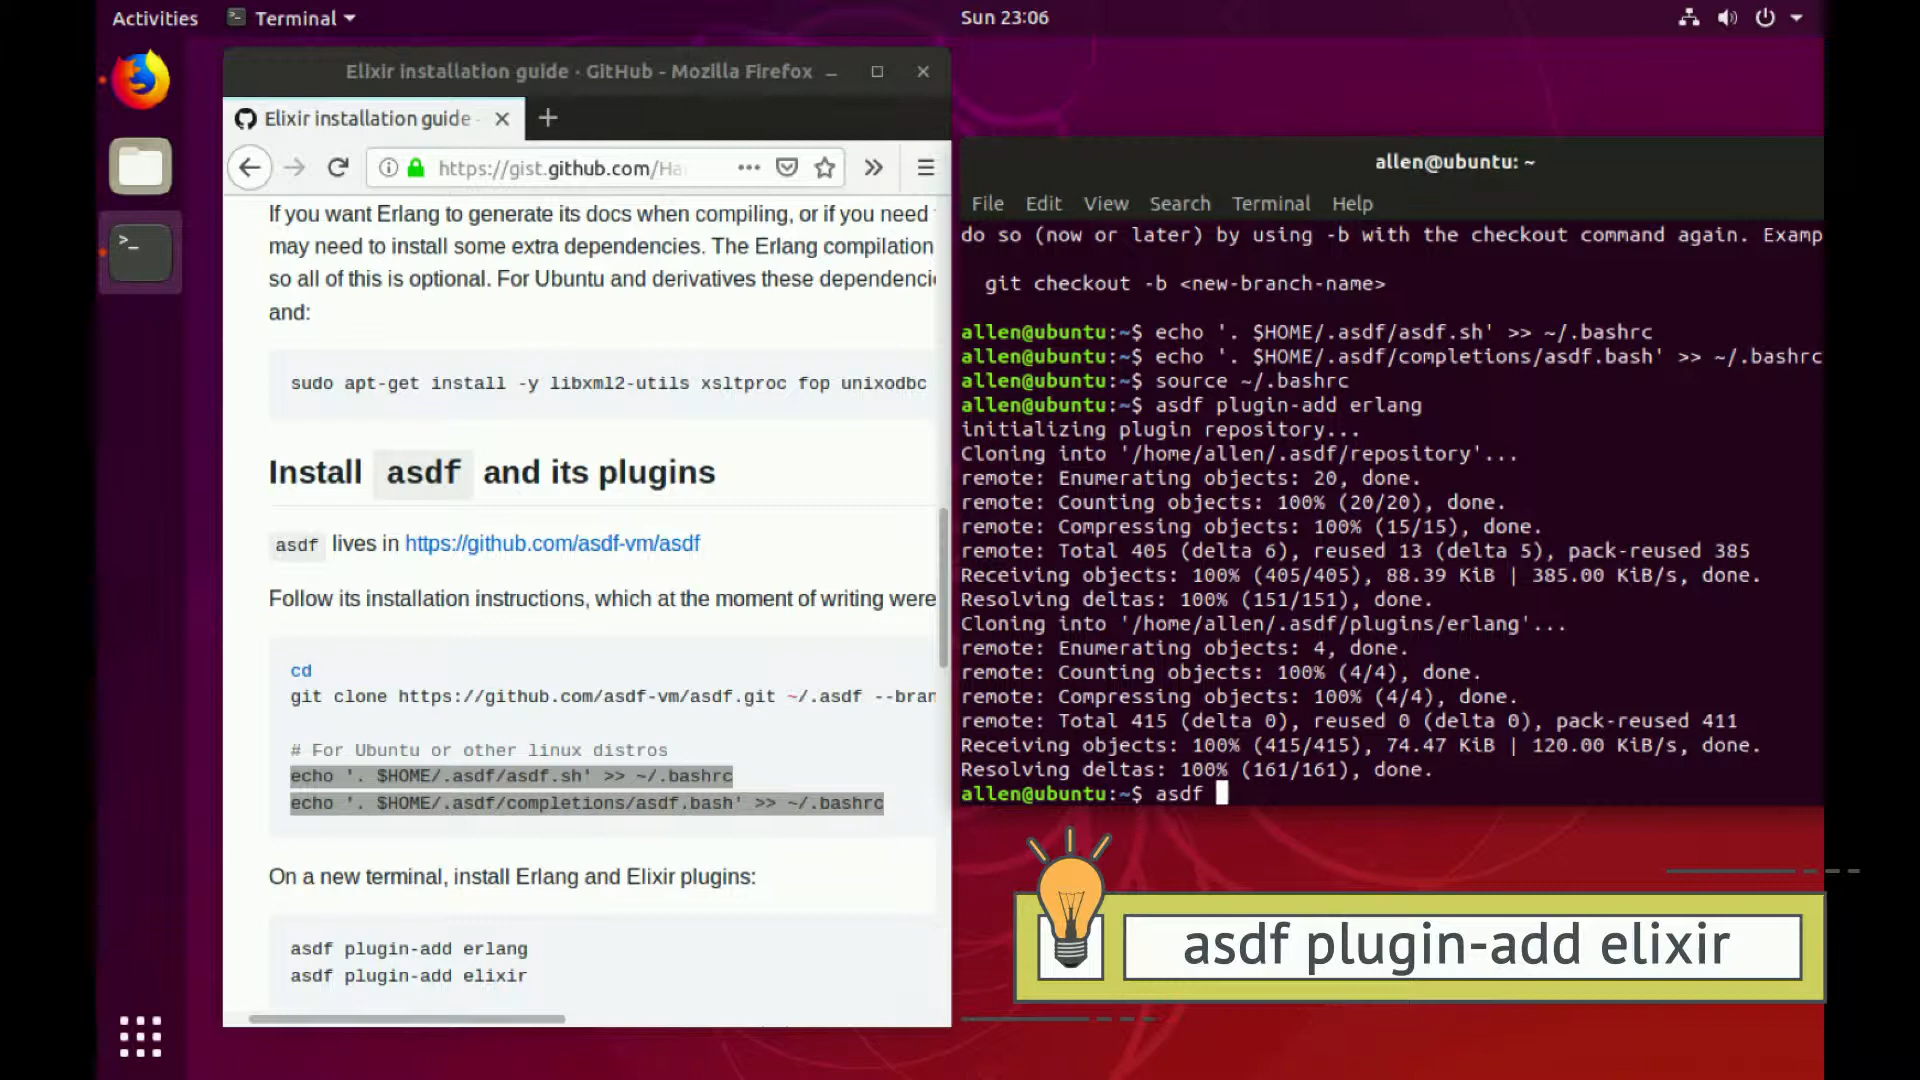 Activities
Terminal
Sun 23:06
Elixir installation guide · GitHub - Mozilla Firefox
Elixir installation guide -
https://gist.github.com/Ha
If you want Erlang to generate its docs when compiling, or if you need
may need to install some extra dependencies. The Erlang compilation
so all of this is optional. For Ubuntu and derivatives these dependenci
and:
sudo apt-get install -y libxml2-utils xsltproc fop unixodbc
Install asdf and its plugins
asdf lives in https://github.com/asdf-vm/asdf
Follow its installation instructions, which at the moment of writing were
cd
git clone https://github.com/asdf-vm/asdf.git ~/.asdf --bran
# For Ubuntu or other linux distros
echo '. $HOME/.asdf/asdf.sh' >> ~/.bashrc
echo '. $HOME/.asdf/completions/asdf.bash' >> ~/.bashrc
On a new terminal, install Erlang and Elixir plugins:
asdf plugin-add erlang
asdf plugin-add elixir
allen@ubuntu: ~
File Edit View Search Terminal Help
do so (now or later) by using -b with the checkout command again. Examp
git checkout -b <new-branch-name>
allen@ubuntu:~$ echo '. $HOME/.asdf/asdf.sh' >> ~/.bashrc
allen@ubuntu:~$ echo '. $HOME/.asdf/completions/asdf.bash' >> ~/.bashrc
allen@ubuntu:~$ source ~/.bashrc
allen@ubuntu:~$ asdf plugin-add erlang
initializing plugin repository...
Cloning into '/home/allen/.asdf/repository'...
remote: Enumerating objects: 20, done.
remote: Counting objects: 100% (20/20), done.
remote: Compressing objects: 100% (15/15), done.
remote: Total 405 (delta 6), reused 13 (delta 5), pack-reused 385
Receiving objects: 100% (405/405), 88.39 KiB | 385.00 KiB/s, done.
Resolving deltas: 100% (151/151), done.
Cloning into '/home/allen/.asdf/plugins/erlang'...
remote: Enumerating objects: 4, done.
remote: Counting objects: 100% (4/4), done.
remote: Compressing objects: 100% (4/4), done.
remote: Total 415 (delta 0), reused 0 (delta 0), pack-reused 411
Receiving objects: 100% (415/415), 74.47 KiB | 120.00 KiB/s, done.
Resolving deltas: 100% (161/161), done.
allen@ubuntu:~$ asdf
asdf plugin-add elixir